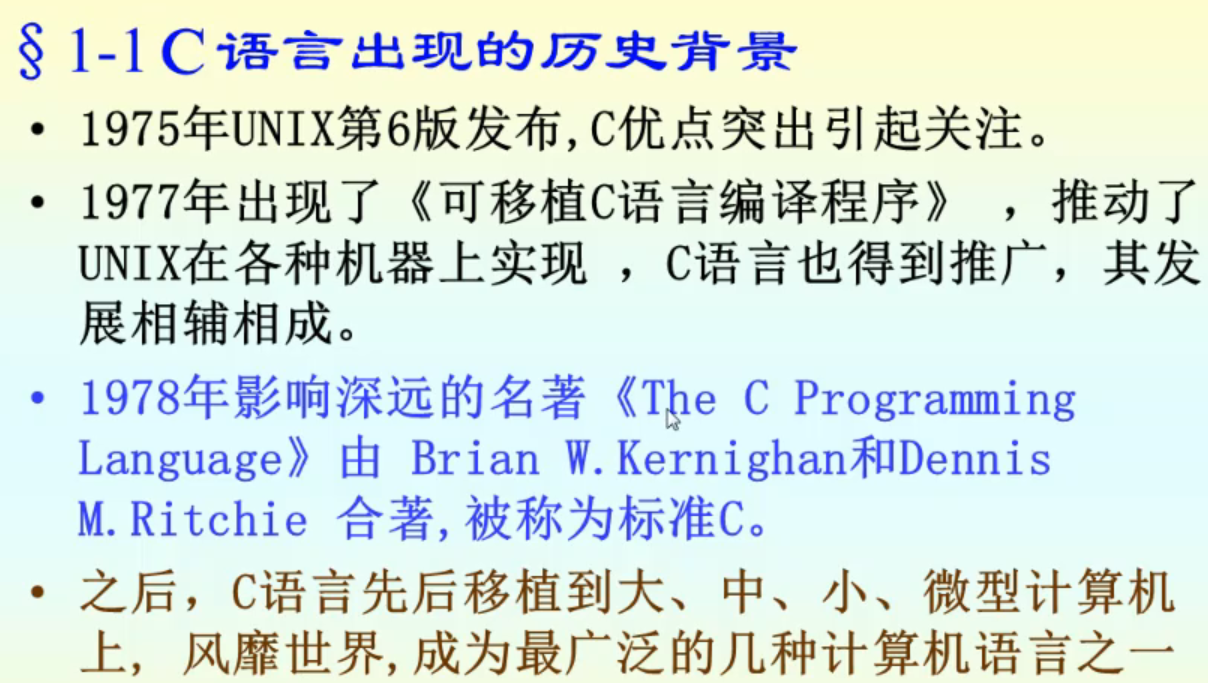 § 1-1 C 语言出现的历史背景
• 1975年UNIX第6版发布,C优点突出引起关注。
• 1977年出现了《可移植C语言编译程序》 ，推动了
UNIX在各种机器上实现 ，C语言也得到推广，其发
展相辅相成。
• 1978年影响深远的名著《The C Programming
Language》由 Brian W.Kernighan和Dennis
M.Ritchie 合著,被称为标准C。
• 之后，C语言先后移植到大、中、小、微型计算机
上, 风靡世界,成为最广泛的几种计算机语言之一